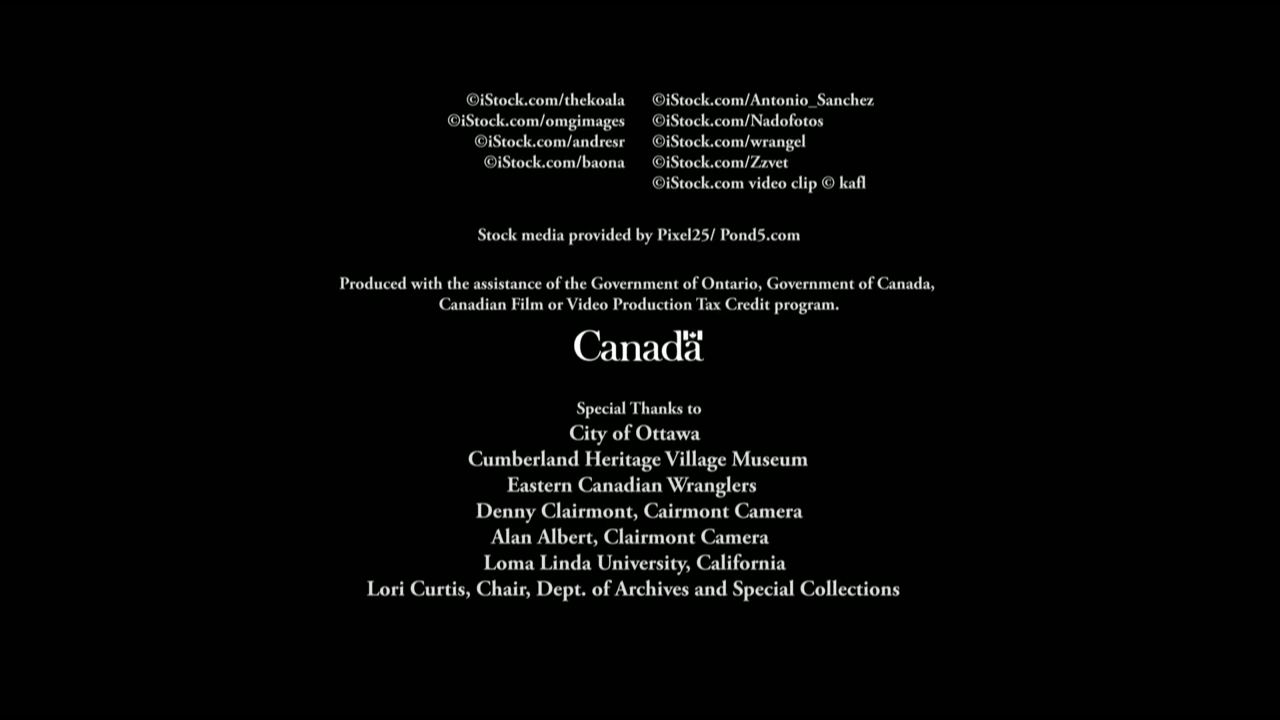 ©iStock.com/thekoala ©iStock.com/Antonio_Sanchez
©iStock.com/omgimages ©iStock.com/Nadofotos
©iStock.com/andresr ©iStock.com/wrangel
©iStock.com/baona ©iStock.com/Zzvet
©iStock.com video clip © kafl
Stock media provided by Pixel25/ Pond5.com
Produced with the assistance of the Government of Ontario, Government of Canada,
Canadian Film or Video Production Tax Credit program.
Canada
Special Thanks to
City of Ottawa
Cumberland Heritage Village Museum
Eastern Canadian Wranglers
Denny Clairmont, Cairmont Camera
Alan Albert, Clairmont Camera
Loma Linda University, California
Lori Curtis, Chair, Dept. of Archives and Special Collections